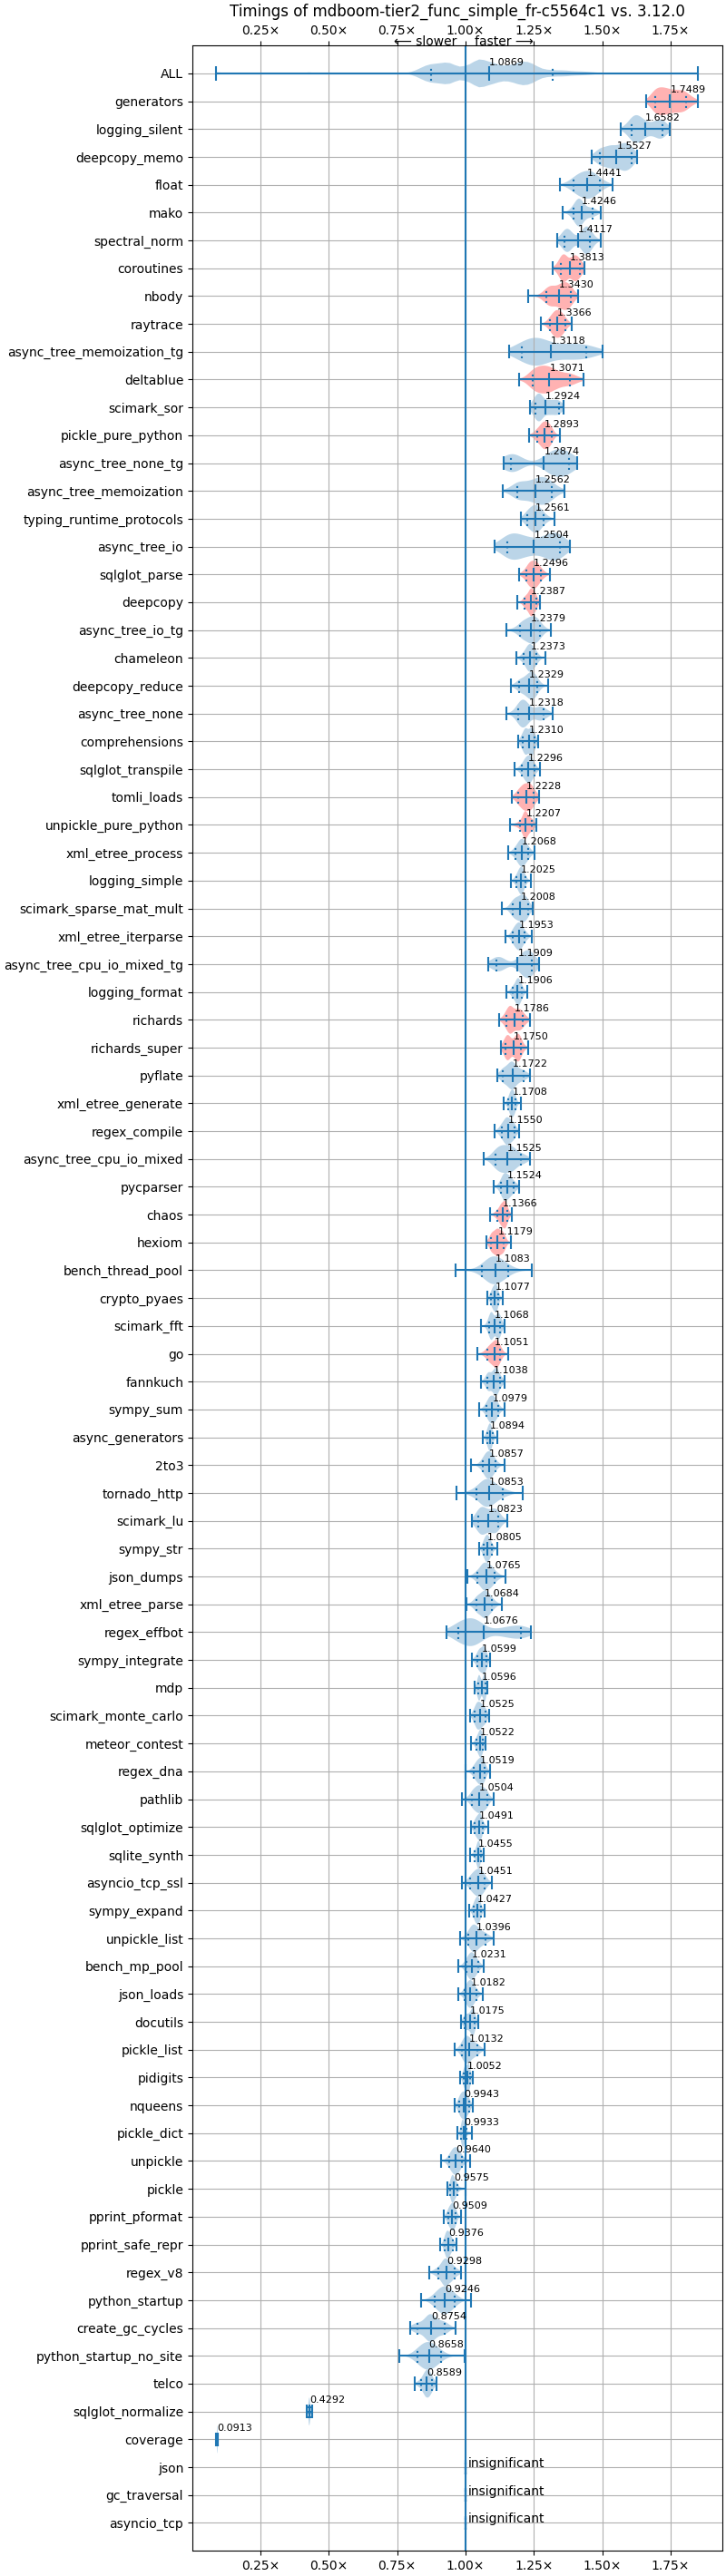 Timings of mdboom-tier2_func_simple_fr-c5564c1 vs. 3.12.0
0.25× 0.50× 0.75× 1.00× 1.25× 1.50× 1.75×
⟵ slower faster ⟶
ALL 1.0869
generators 1.7489
logging_silent 1.6582
deepcopy_memo 1.5527
float 1.4441
mako 1.4246
spectral_norm 1.4117
coroutines 1.3813
nbody 1.3430
raytrace 1.3366
async_tree_memoization_tg 1.3118
deltablue 1.3071
scimark_sor 1.2924
pickle_pure_python 1.2893
async_tree_none_tg 1.2874
async_tree_memoization 1.2562
typing_runtime_protocols 1.2561
async_tree_io 1.2504
sqlglot_parse 1.2496
deepcopy 1.2387
async_tree_io_tg 1.2379
chameleon 1.2373
deepcopy_reduce 1.2329
async_tree_none 1.2318
comprehensions 1.2310
sqlglot_transpile 1.2296
tomli_loads 1.2228
unpickle_pure_python 1.2207
xml_etree_process 1.2068
logging_simple 1.2025
scimark_sparse_mat_mult 1.2008
xml_etree_iterparse 1.1953
async_tree_cpu_io_mixed_tg 1.1909
logging_format 1.1906
richards 1.1786
richards_super 1.1750
pyflate 1.1722
xml_etree_generate 1.1708
regex_compile 1.1550
async_tree_cpu_io_mixed 1.1525
pycparser 1.1524
chaos 1.1366
hexiom 1.1179
bench_thread_pool 1.1083
crypto_pyaes 1.1077
scimark_fft 1.1068
go 1.1051
fannkuch 1.1038
sympy_sum 1.0979
async_generators 1.0894
2to3 1.0857
tornado_http 1.0853
scimark_lu 1.0823
sympy_str 1.0805
json_dumps 1.0765
xml_etree_parse 1.0684
regex_effbot 1.0676
sympy_integrate 1.0599
mdp 1.0596
scimark_monte_carlo 1.0525
meteor_contest 1.0522
regex_dna 1.0519
pathlib 1.0504
sqlglot_optimize 1.0491
sqlite_synth 1.0455
asyncio_tcp_ssl 1.0451
sympy_expand 1.0427
unpickle_list 1.0396
bench_mp_pool 1.0231
json_loads 1.0182
docutils 1.0175
pickle_list 1.0132
pidigits 1.0052
nqueens 0.9943
pickle_dict 0.9933
unpickle 0.9640
pickle 0.9575
pprint_pformat 0.9509
pprint_safe_repr 0.9376
regex_v8 0.9298
python_startup 0.9246
create_gc_cycles 0.8754
python_startup_no_site 0.8658
telco 0.8589
sqlglot_normalize 0.4292
coverage 0.0913
json insignificant
gc_traversal insignificant
asyncio_tcp insignificant
0.25× 0.50× 0.75× 1.00× 1.25× 1.50× 1.75×